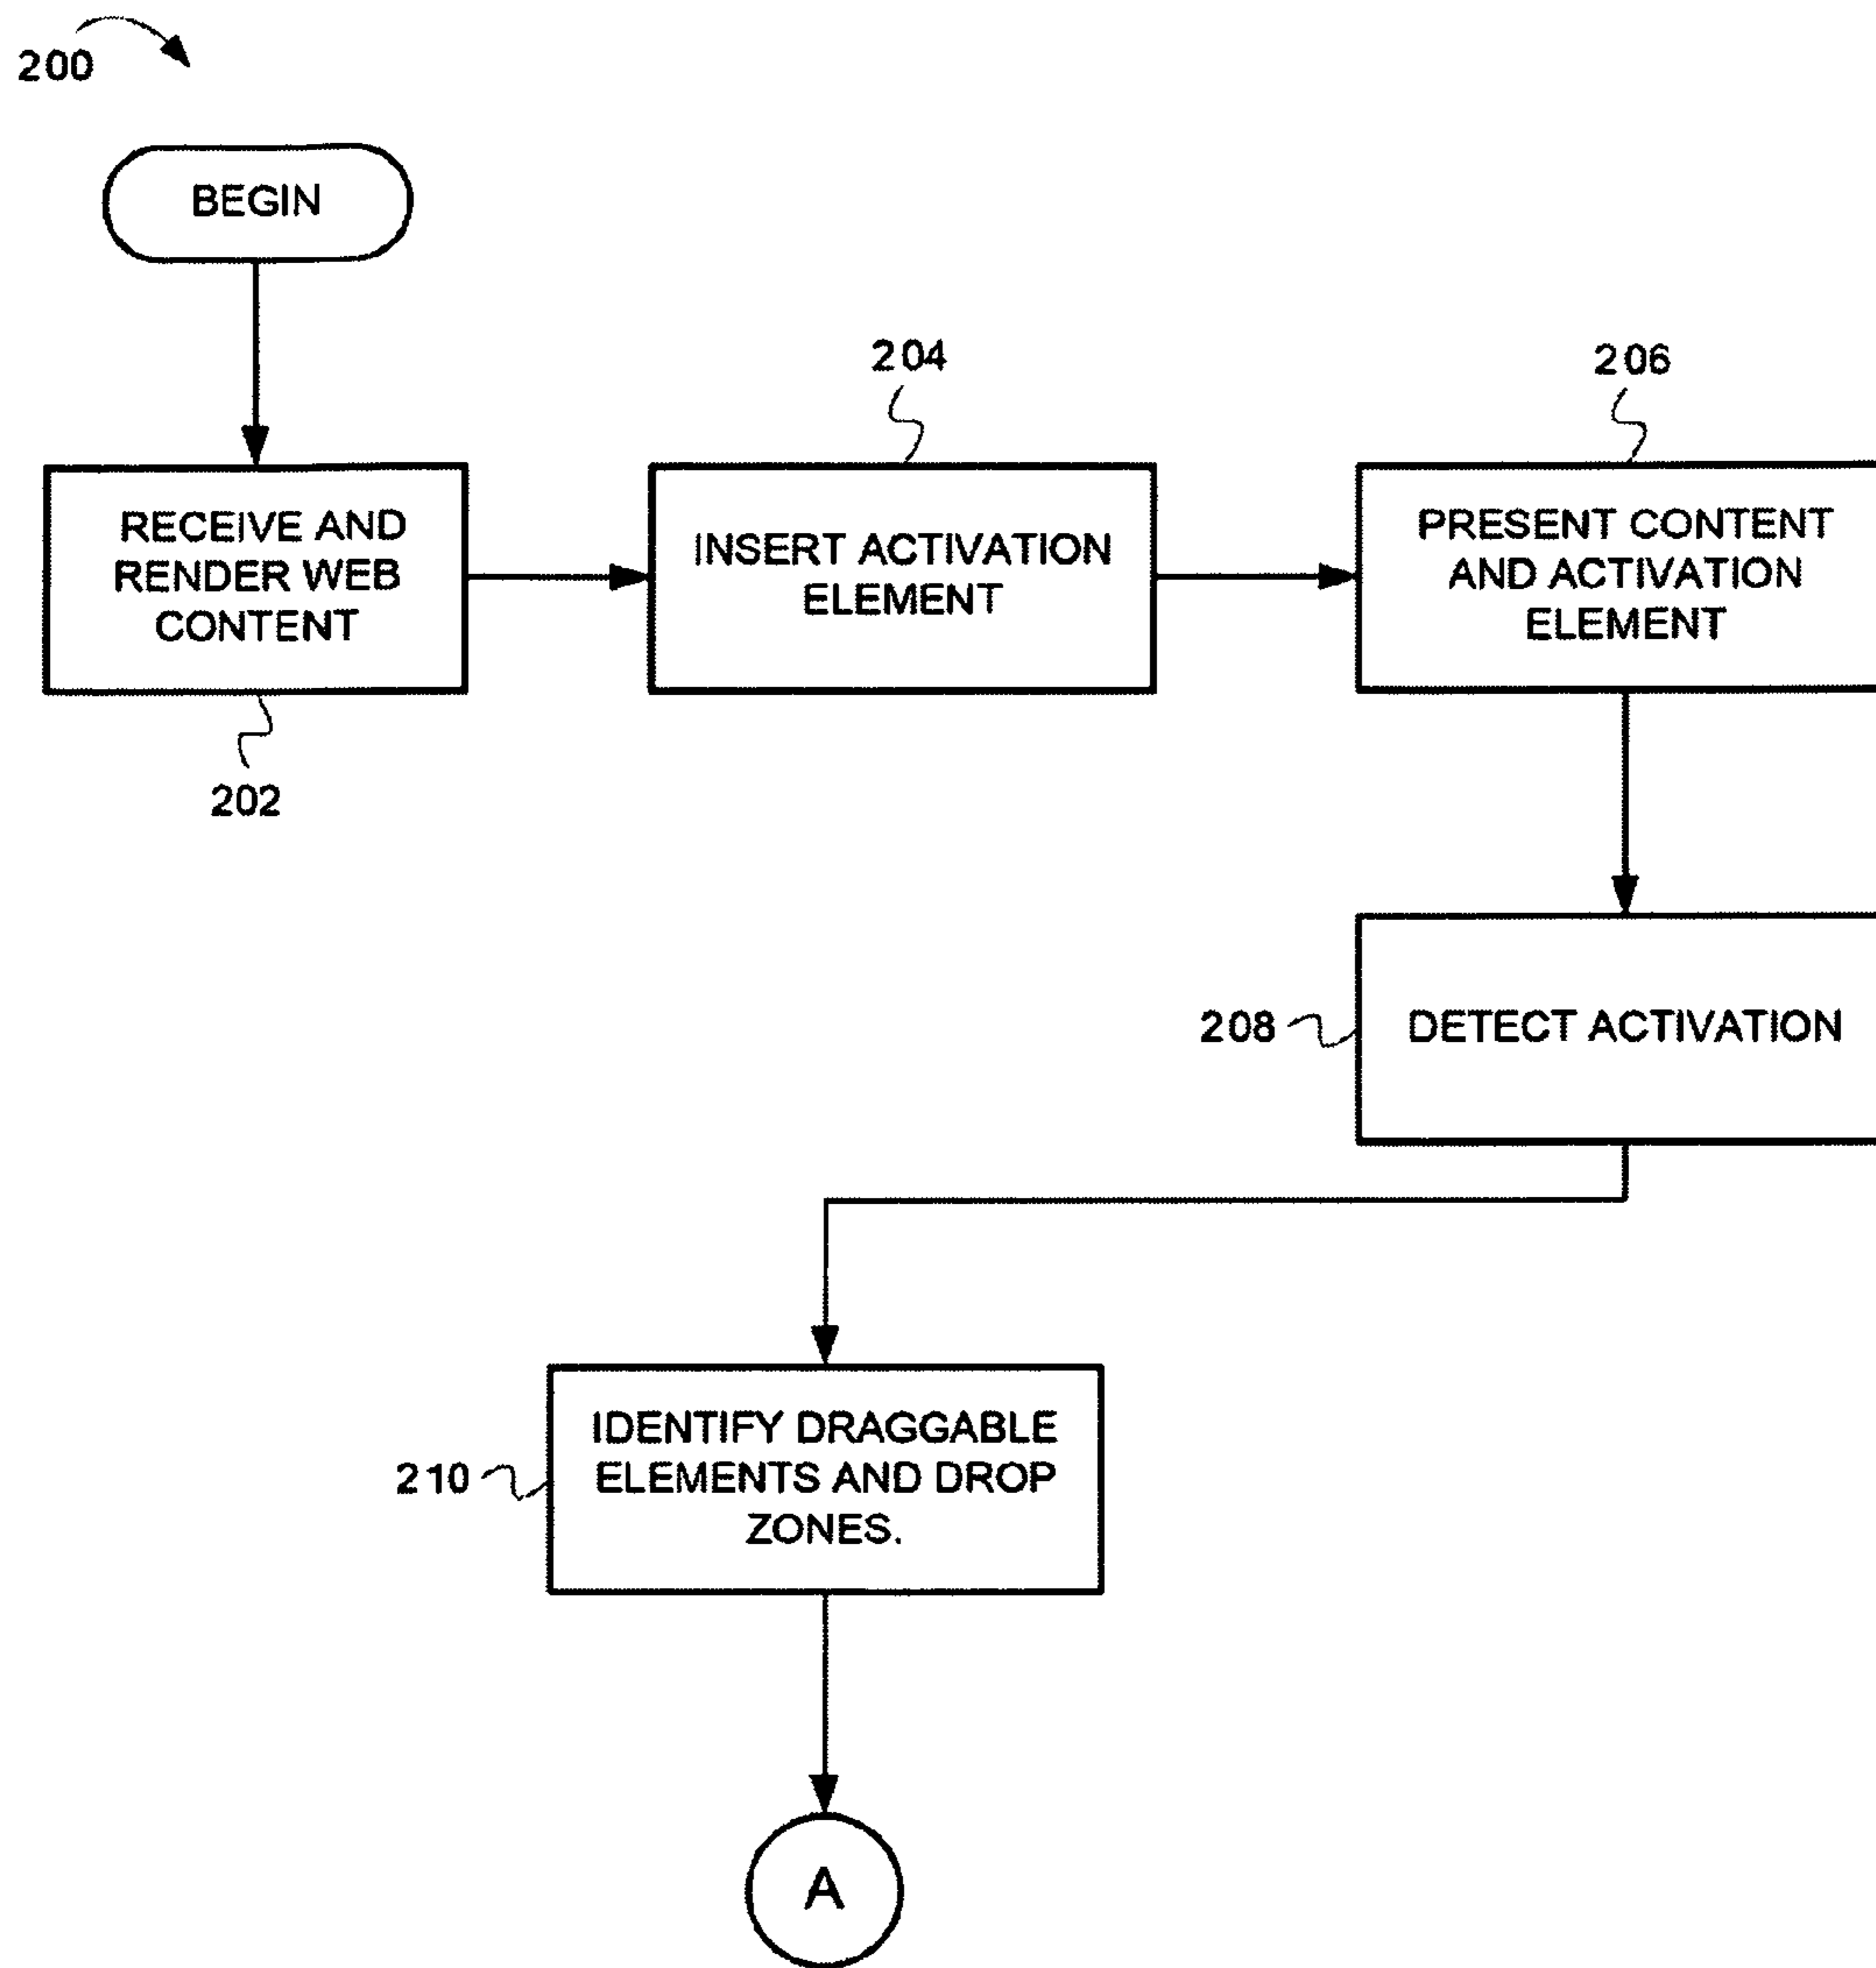 200
BEGIN
204
206
RECEIVE AND
RENDER WEB
CONTENT
INSERT ACTIVATION
ELEMENT
PRESENT CONTENT
AND ACTIVATION
ELEMENT
202
208
DETECT ACTIVATION
210
IDENTIFY DRAGGABLE
ELEMENTS AND DROP
ZONES.
A